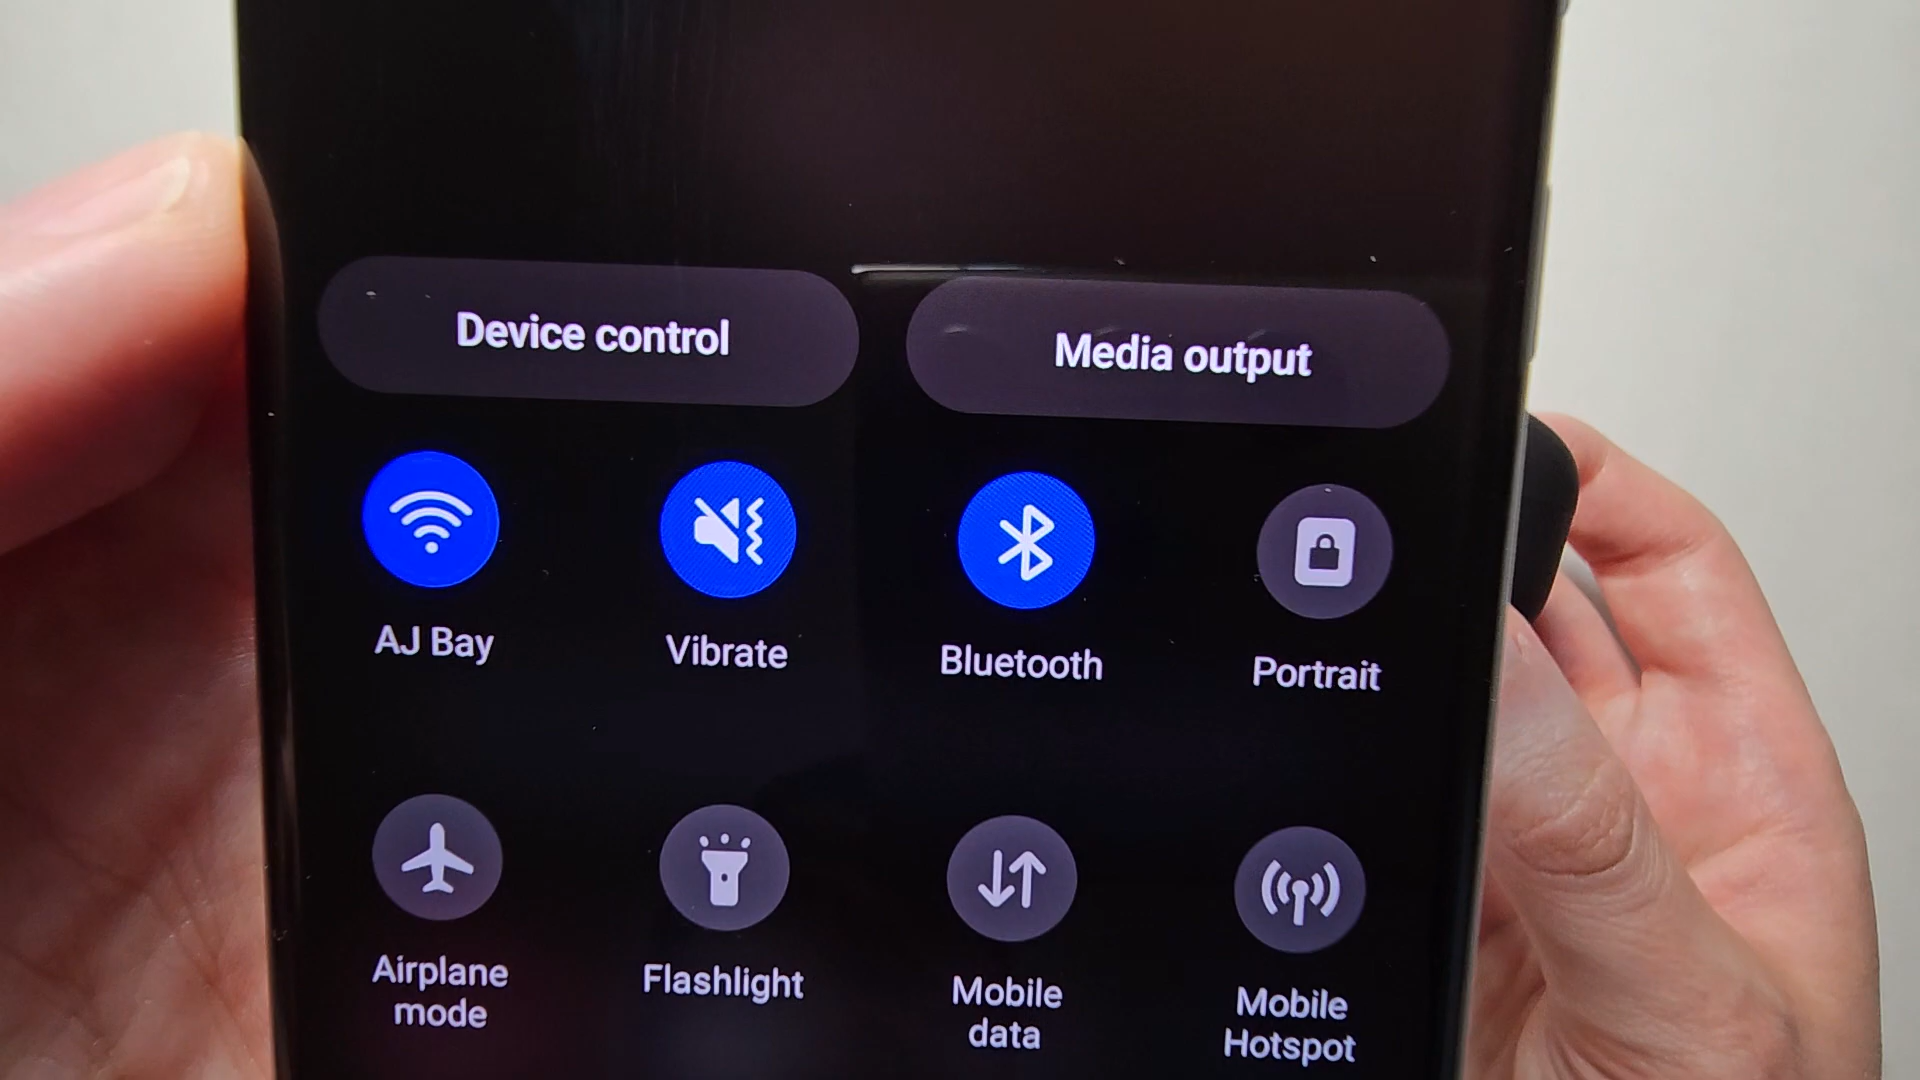 Device control
Media output
AJ Bay
Vibrate
Bluetooth
Portrait
Airplane
mode
Flashlight
Mobile
data
Mobile
Hotspot